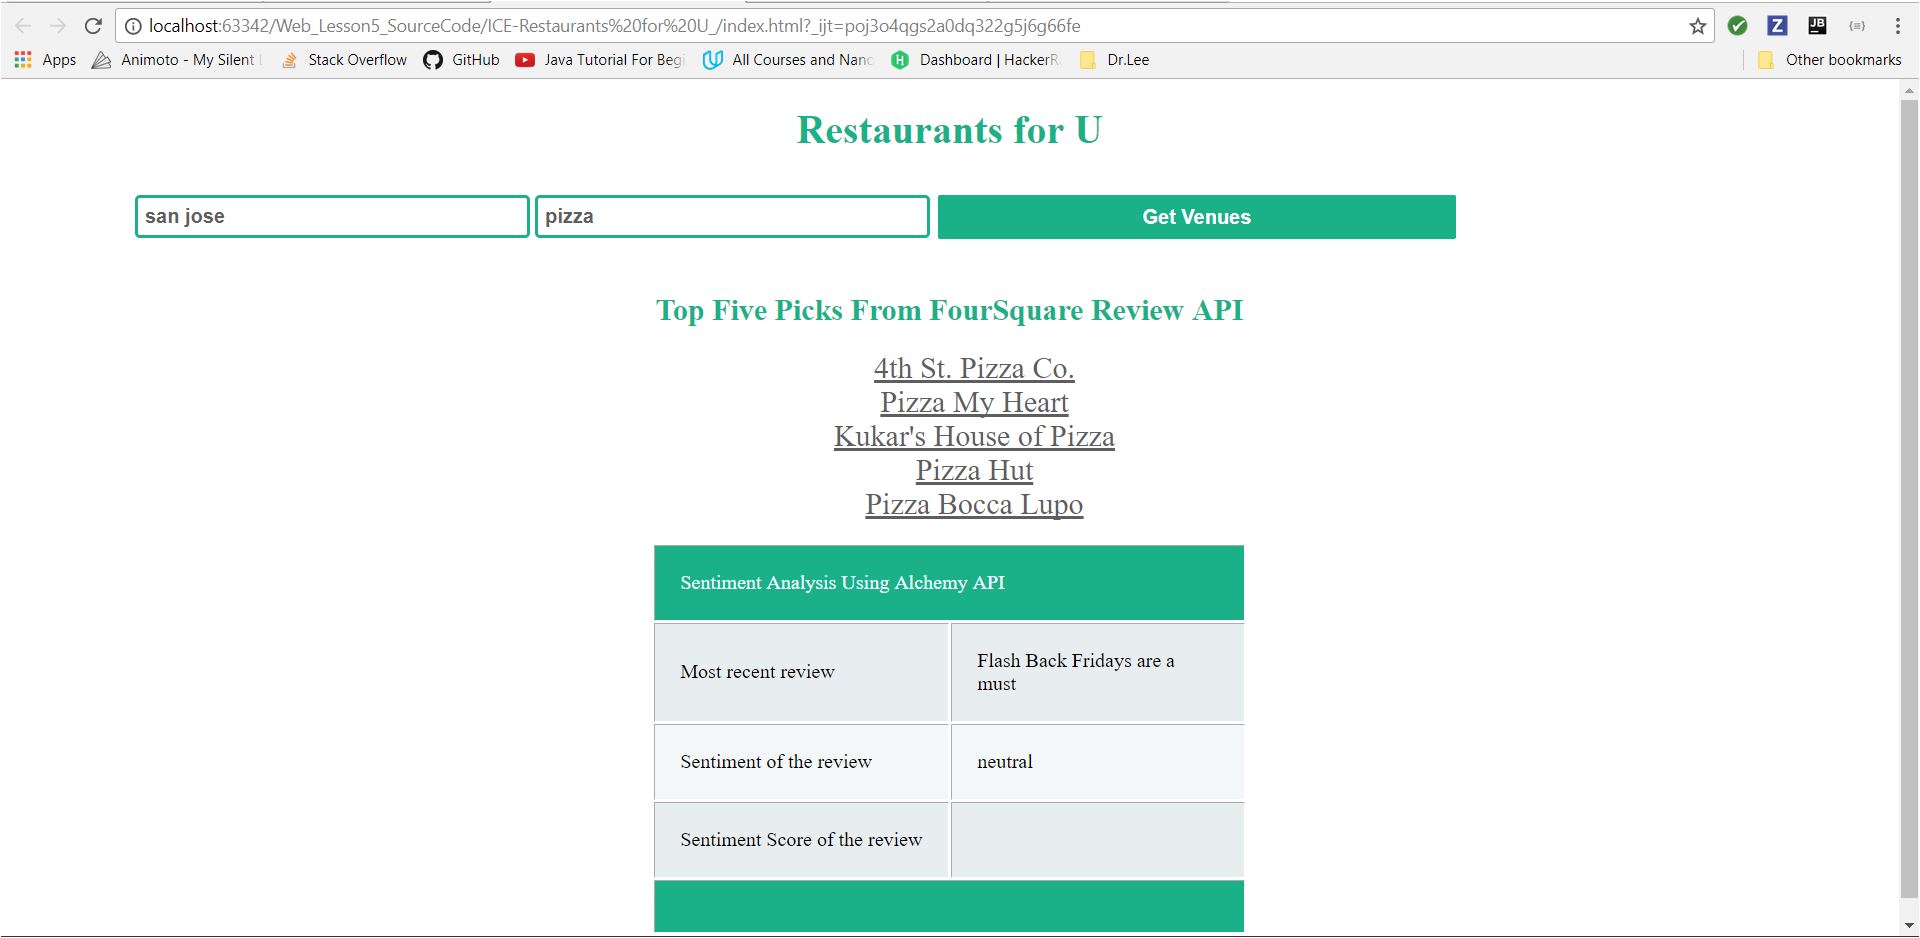 localhost:63342/Web_Lesson5_SourceCode/ICE-Restaurants%20for%20U_/index.html?_ijt=poj3o4qgs2a0dq322g5j6g66fe
Z
JB
Apps
Animoto - My Silent
Stack Overflow
GitHub
Java Tutorial For Begi
All Courses and Nano
Dashboard | HackerR
Dr.Lee
Other bookmarks
Restaurants for U
san jose
pizza
Get Venues
Top Five Picks From FourSquare Review API
4th St. Pizza Co.
Pizza My Heart
Kukar's House of Pizza
Pizza Hut
Pizza Bocca Lupo
Sentiment Analysis Using Alchemy API
Most recent review
Flash Back Fridays are a
must
Sentiment of the review
neutral
Sentiment Score of the review